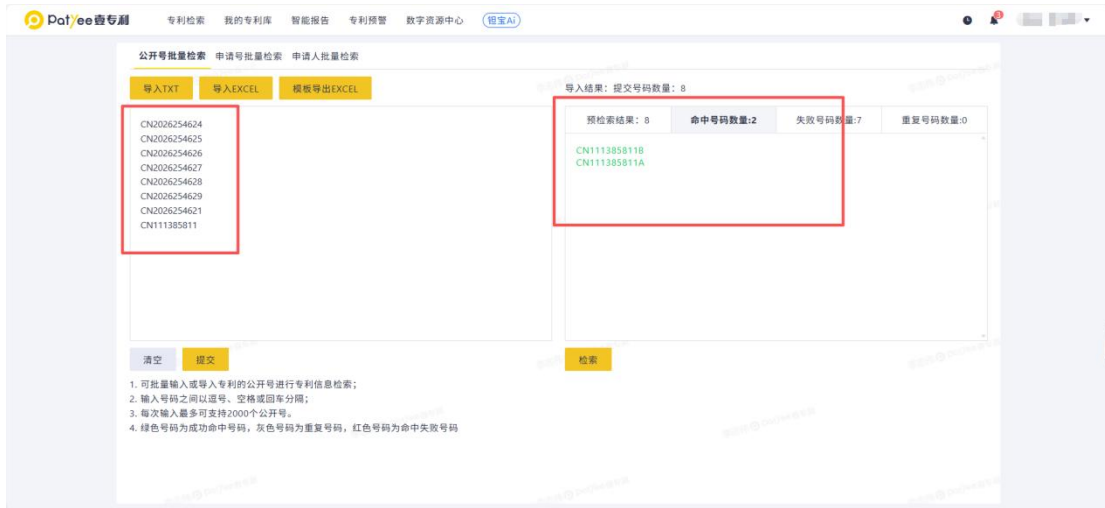 Patyee壹专利
专利检索 我的专利库 智能报告 专利预警 数字资源中心 钽宝Ai
3
公开号批量检索 申请号批量检索 申请人批量检索
导入TXT 导入EXCEL 模板导出EXCEL
导入结果：提交号码数量：8
CN2026254624
CN2026254625
CN2026254626
CN2026254627
CN2026254628
CN2026254629
CN2026254621
CN111385811
预检索结果：8 命中号码数量:2 失败号码数量:7 重复号码数量:0
CN111385811B
CN111385811A
清空 提交
检索
1. 可批量输入或导入专利的公开号进行专利信息检索；
2. 输入号码之间以逗号、空格或回车分隔；
3. 每次输入最多可支持2000个公开号。
4. 绿色号码为成功命中号码，灰色号码为重复号码，红色号码为命中失败号码